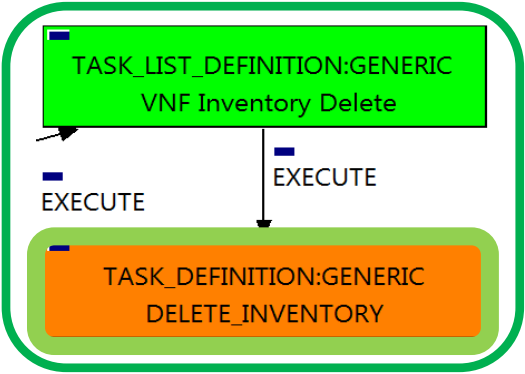 TASK_LIST_DEFINITION:GENERIC
VNF Inventory Delete
EXECUTE
EXECUTE
TASK_DEFINITION:GENERIC
DELETE_INVENTORY